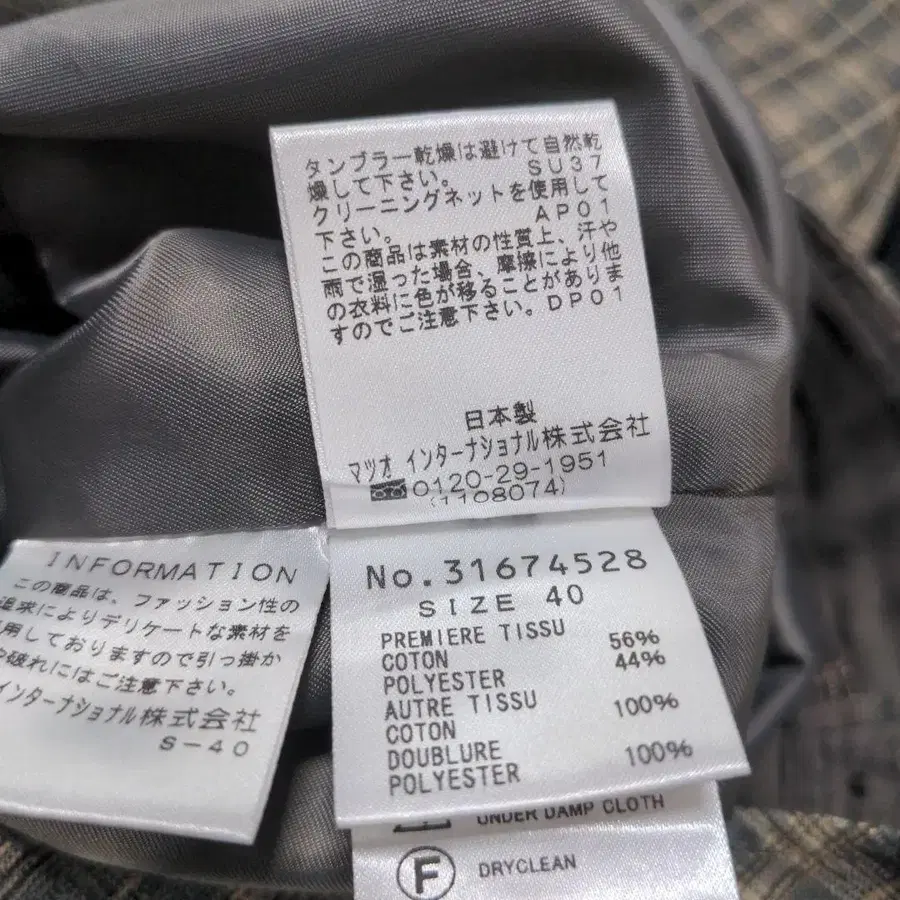 タンブラー乾燥は避けて自然乾
燥して下さい。 SU37
クリーニングネットを使用して
下さい。 AP01
この商品は素材の性質上、汗や
雨で湿った場合、摩擦により他
の衣料に色が移ることがありま
すのでご注意下さい。DP01
日本製
マツオ インターナショナル株式会社
0120-29-1951
(1108074)
INFORMATION
この商品は、ファッション性の
追求によりデリケートな素材を
用しておりますので引っ掛か
や破れにはご注意下さい。
インターナショナル株式会社
S-40
No.31674528
SIZE 40
PREMIERE TISSU
COTON 56%
POLYESTER 44%
AUTRE TISSU
COTON 100%
DOUBLURE
POLYESTER 100%
UNDER DAMP CLOTH
F DRYCLEAN